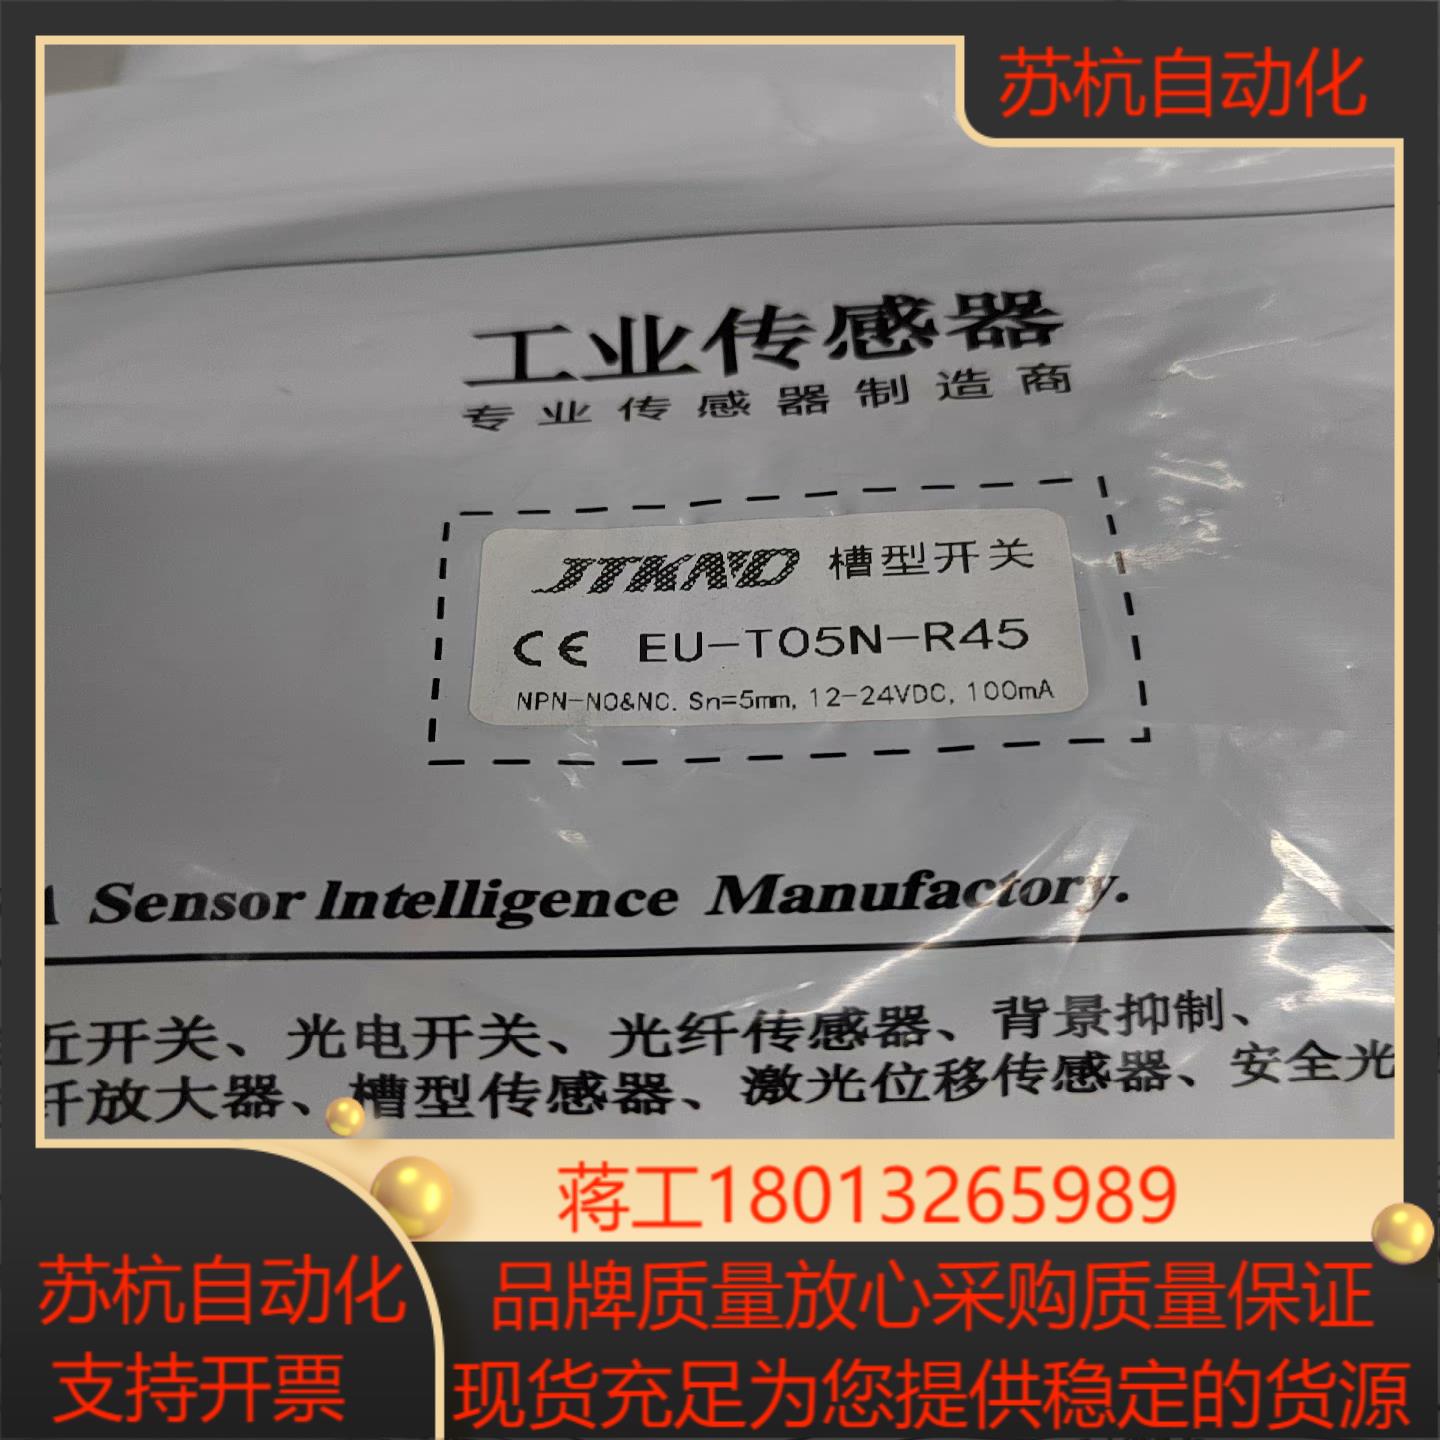 苏杭自动化
工业传感器
专业传感器制造商
JTKND 槽型开关
CE EU-T05N-R45
NPN-NO&NC. Sn=5mm, 12-24VDC, 100mA
A Sensor Intelligence Manufactory.
近开关、光电开关、光纤传感器、背景抑制、
纤放大器、槽型传感器、激光位移传感器、安全光
蒋工18013265989
苏杭自动化
支持开票
品牌质量放心采购质量保证
现货充足为您提供稳定的货源